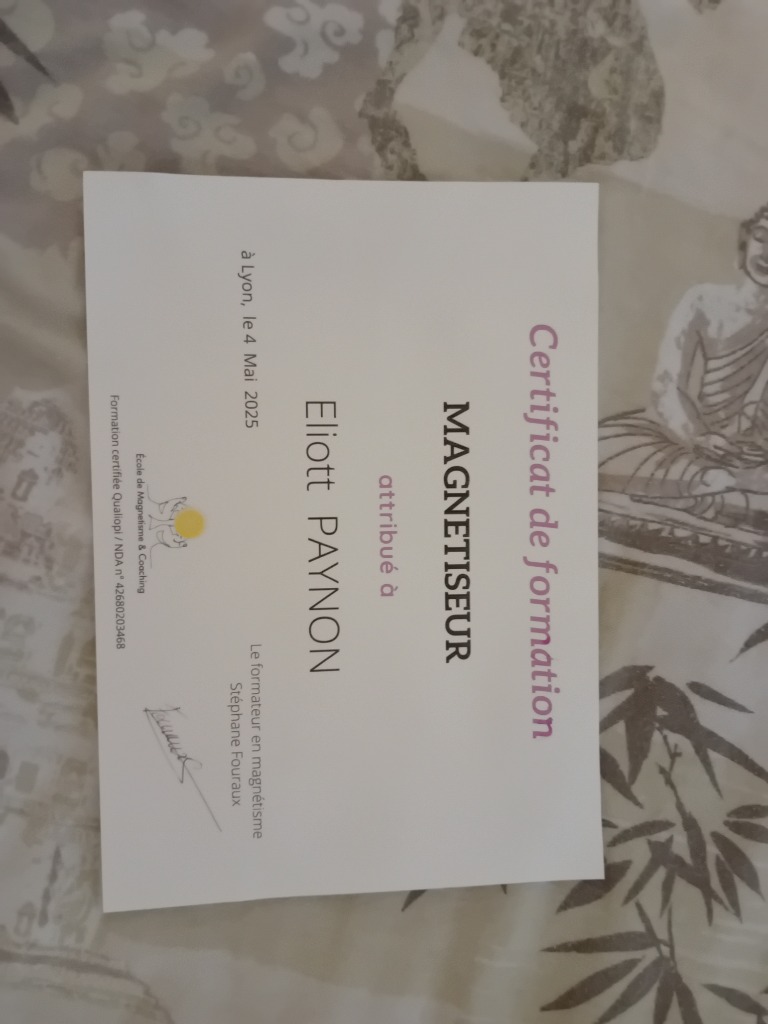 Certificat de formation
MAGNETISEUR
attribué à
Eliott PAYNON
à Lyon, le 4 Mai 2025
Le formateur en magnétisme
Stéphane Fouraux
École de Magnétisme & Coaching
Formation certifiée Qualiopi / NDA n° 42680203468